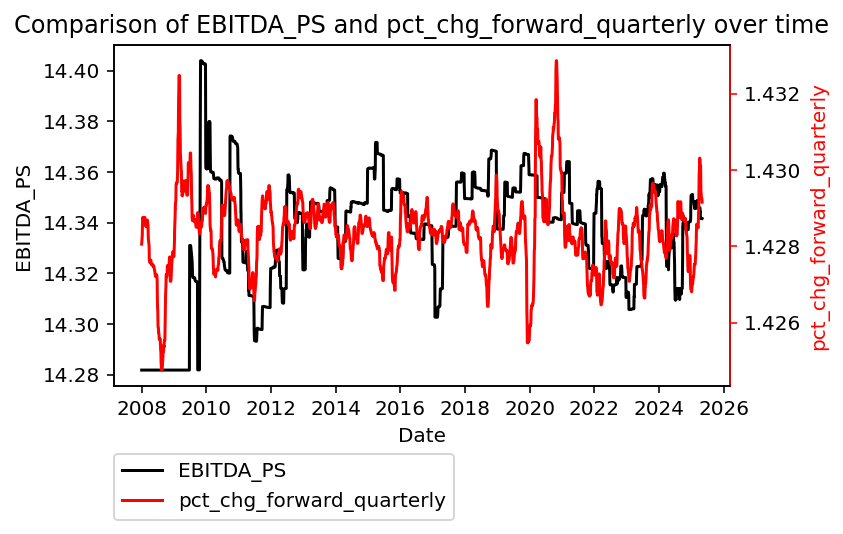 Comparison of EBITDA_PS and pct_chg_forward_quarterly over time
14.40
14.38
14.36
14.34
14.32
14.30
14.28
EBITDA_PS
1.432
1.430
1.428
1.426
pct_chg_forward_quarterly
2008 2010 2012 2014 2016 2018 2020 2022 2024 2026
Date
EBITDA_PS
pct_chg_forward_quarterly